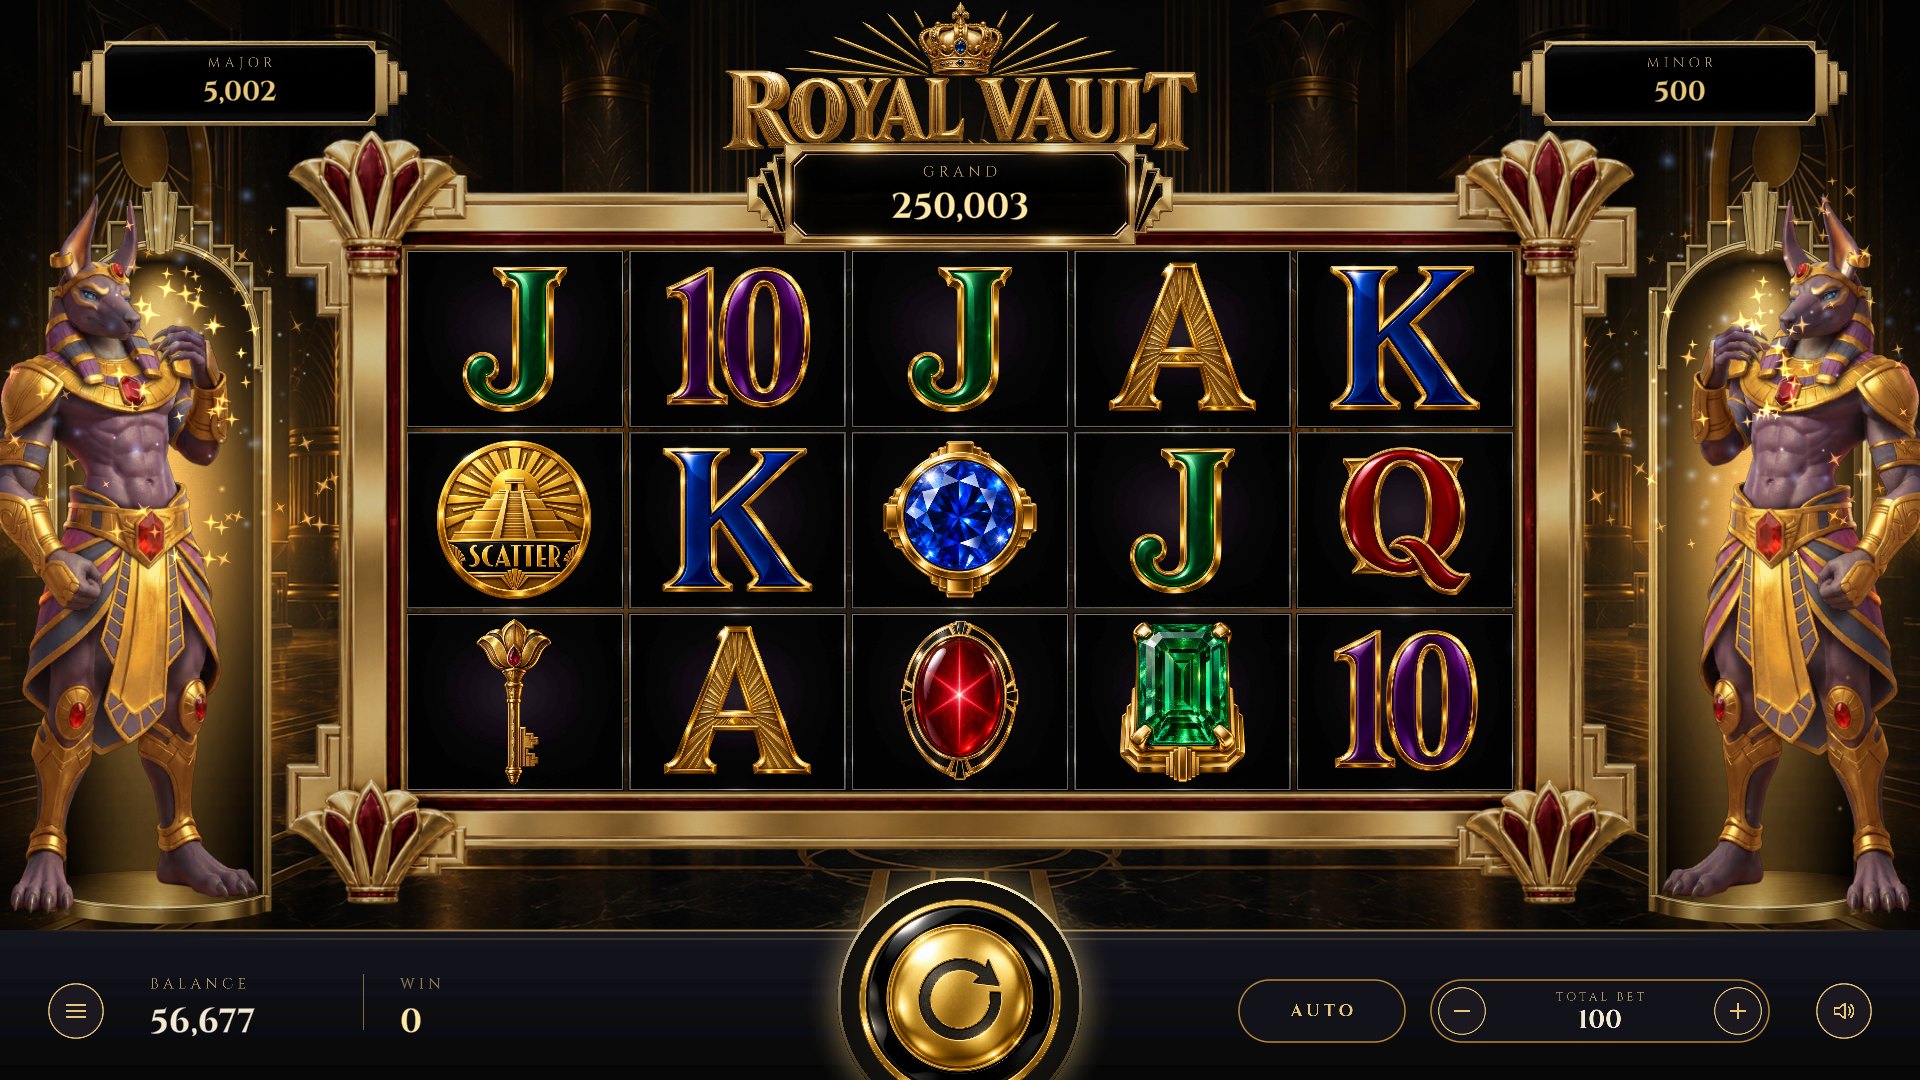 MAJOR
5,002
ROYAL VAULT
MINOR
500
GRAND
250,003
J 10 J A K
SCATTER K J Q
A 10
BALANCE
56,677
WIN
0
AUTO
TOTAL BET
100